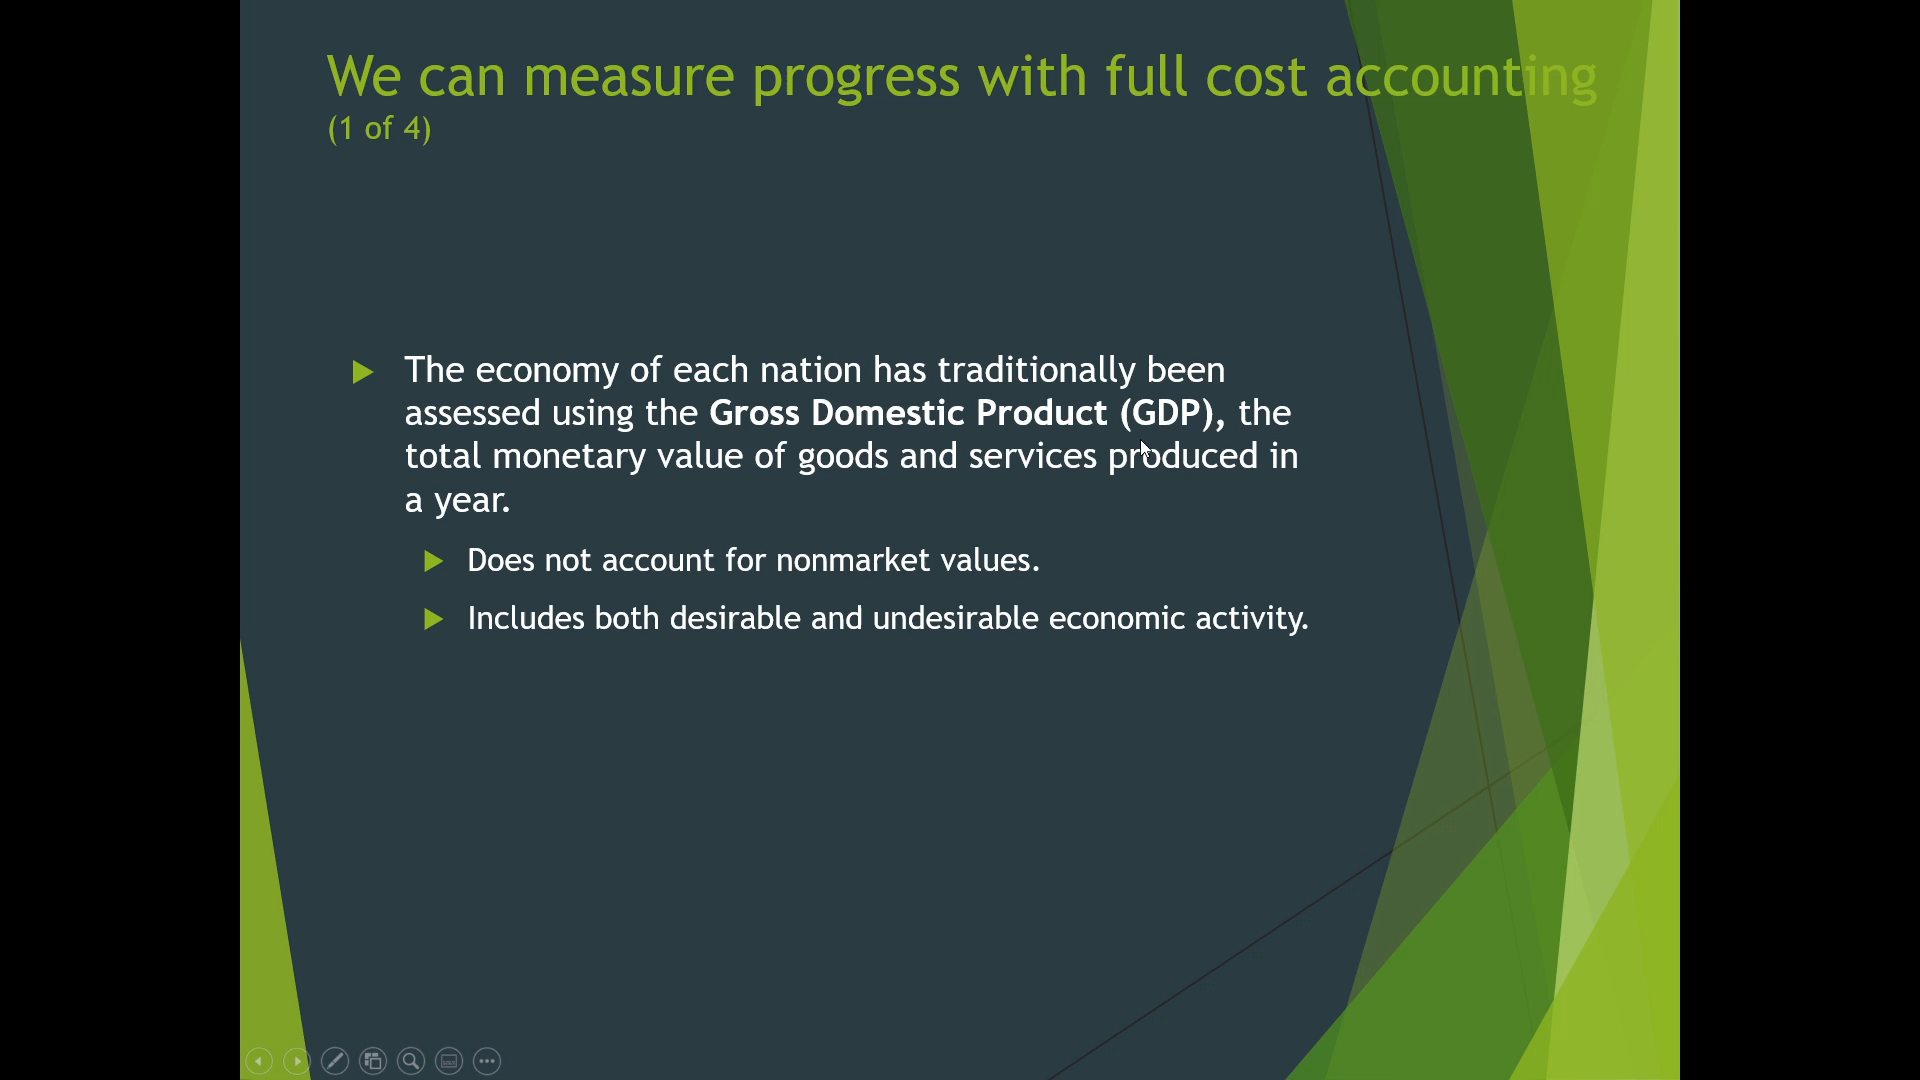 We can measure progress with full cost accounting
(1 of 4)
The economy of each nation has traditionally been
assessed using the Gross Domestic Product (GDP), the
total monetary value of goods and services produced in
a year.
Does not account for nonmarket values.
Includes both desirable and undesirable economic activity.